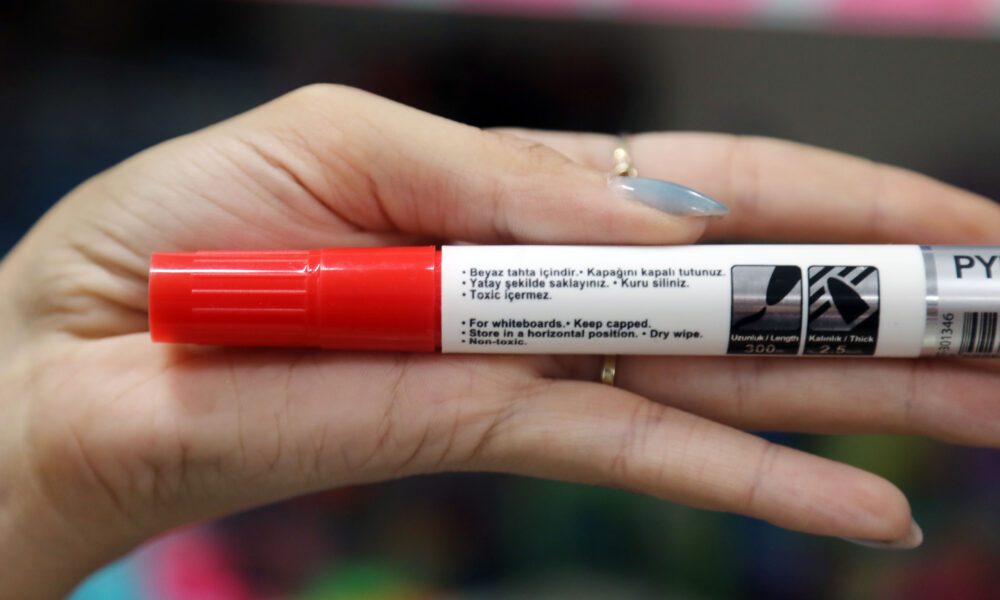 • Beyaz tahta içindir.• Kapağını kapalı tutunuz.
• Yatay şekilde saklayınız. • Kuru siliniz.
• Toxic içermez.
• For whiteboards.• Keep capped.
• Store in a horizontal position. • Dry wipe.
• Non-toxic.
Uzunluk / Length
300
Kalınlık / Thick
2.5
PY
301346